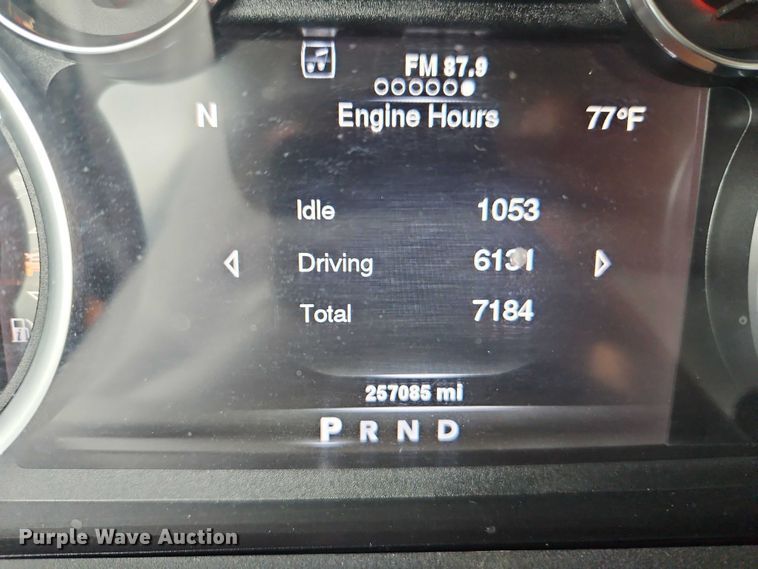 FM 87.9
N Engine Hours 77°F
Idle 1053
Driving 6131
Total 7184
257085 mi
P R N D
Purple Wave Auction